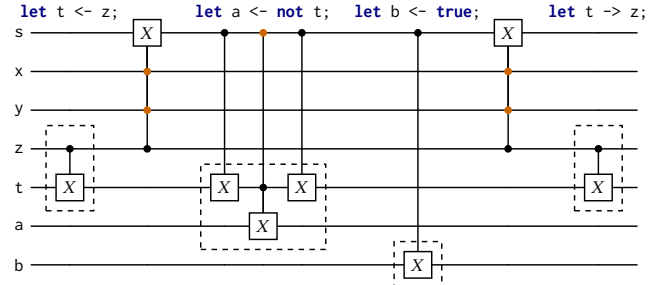 let t <- z; let a <- not t; let b <- true; let t -> z;
s X X
x
y
z
t X X X X
a X
b X